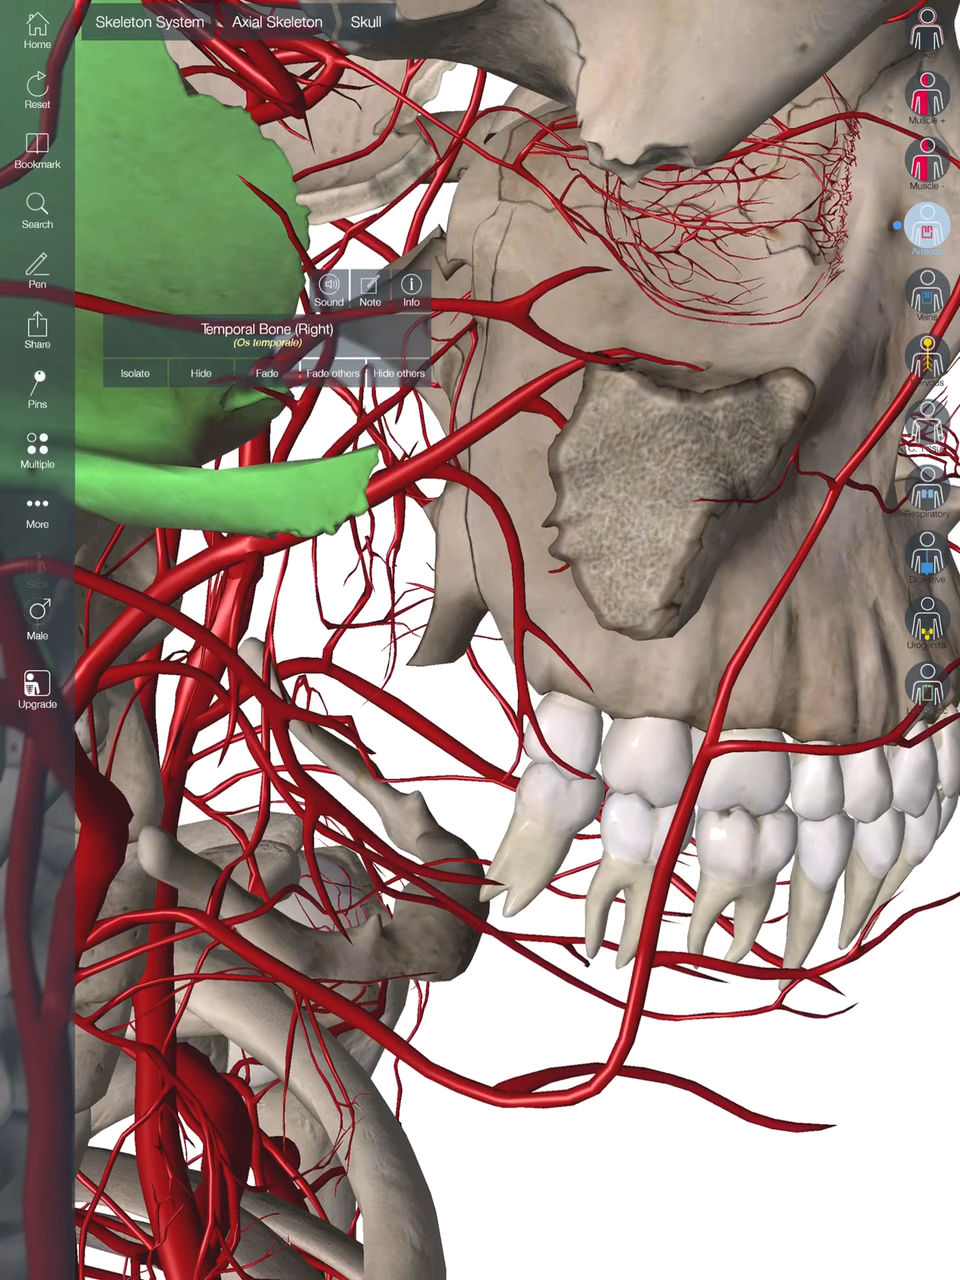 Skeleton System Axial Skeleton Skull
Home
Reset
Bookmark
Search
Pen
Share
Pins
Multiple
More
Slice
Male
Upgrade
Sound Note Info
Temporal Bone (Right)
(Os temporale)
Isolate Hide Fade Fade others Hide others
Muscle +
Muscle -
Arteries
Veins
Nervous
Respiratory
Digestive
Urogenital